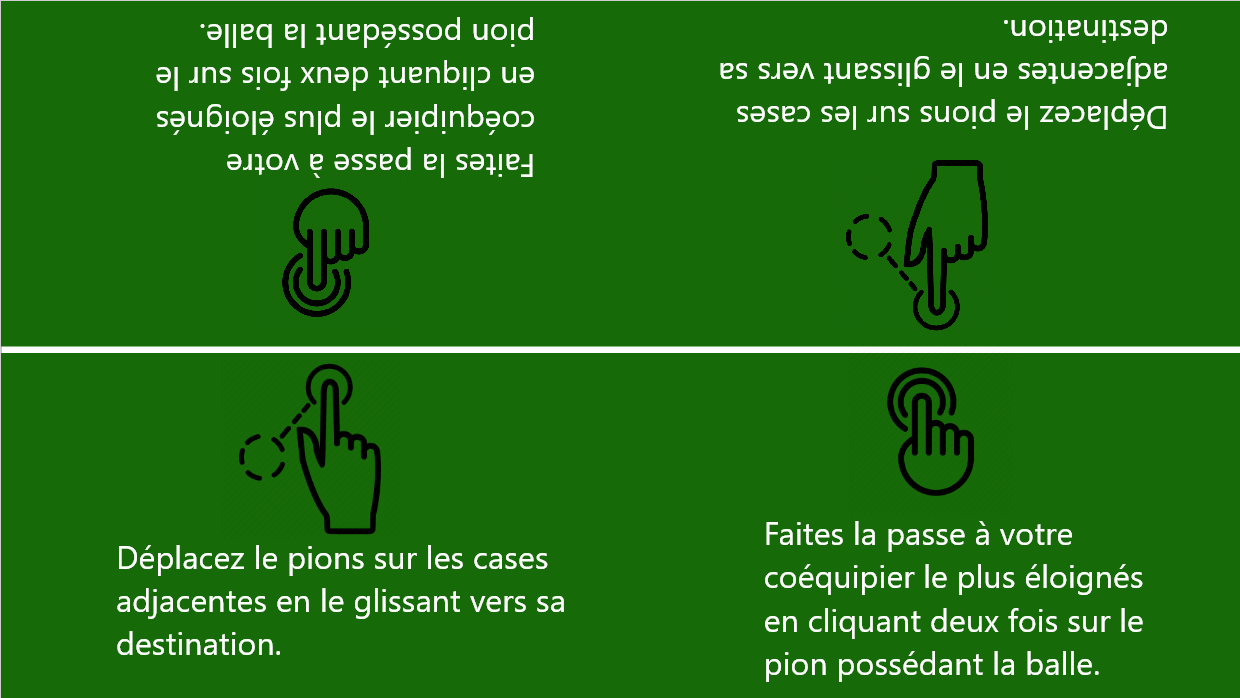 Faites la passe à votre
coéquipier le plus éloignés
en cliquant deux fois sur le
pion possédant la balle.
Déplacez le pions sur les cases
adjacentes en le glissant vers sa
destination.
Déplacez le pions sur les cases
adjacentes en le glissant vers sa
destination.
Faites la passe à votre
coéquipier le plus éloignés
en cliquant deux fois sur le
pion possédant la balle.